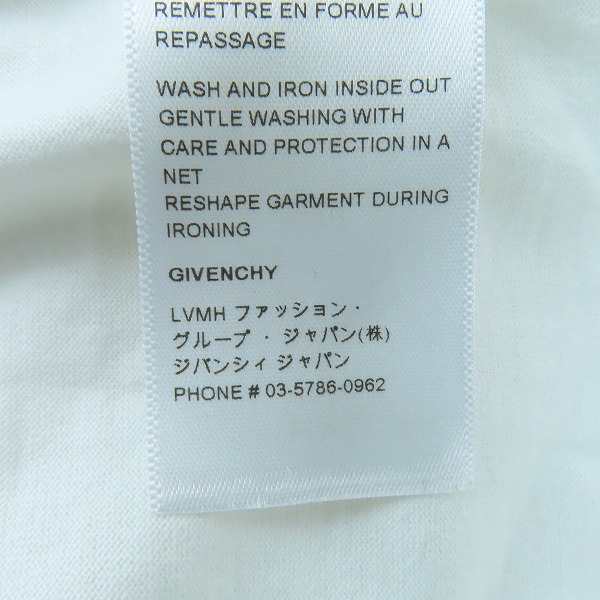 REMETTRE EN FORME AU
REPASSAGE
WASH AND IRON INSIDE OUT
GENTLE WASHING WITH
CARE AND PROTECTION IN A
NET
RESHAPE GARMENT DURING
IRONING
GIVENCHY
LVMH ファッション・
グループ・ジャパン(株)
ジバンシィ ジャパン
PHONE # 03-5786-0962